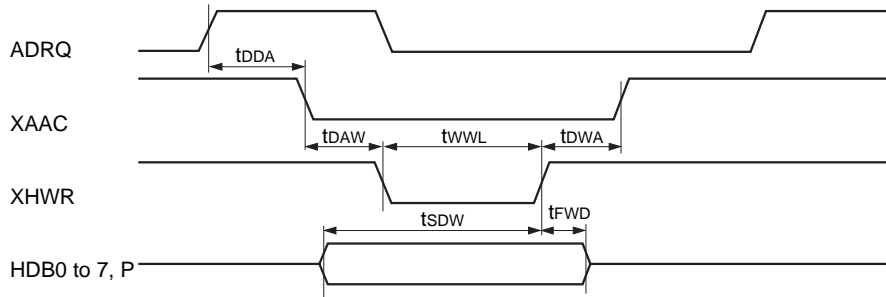 ADRQ
tDDA
XAAC
tDAW tWWL tDWA
XHWR
tSDW tFWD
HDB0 to 7, P